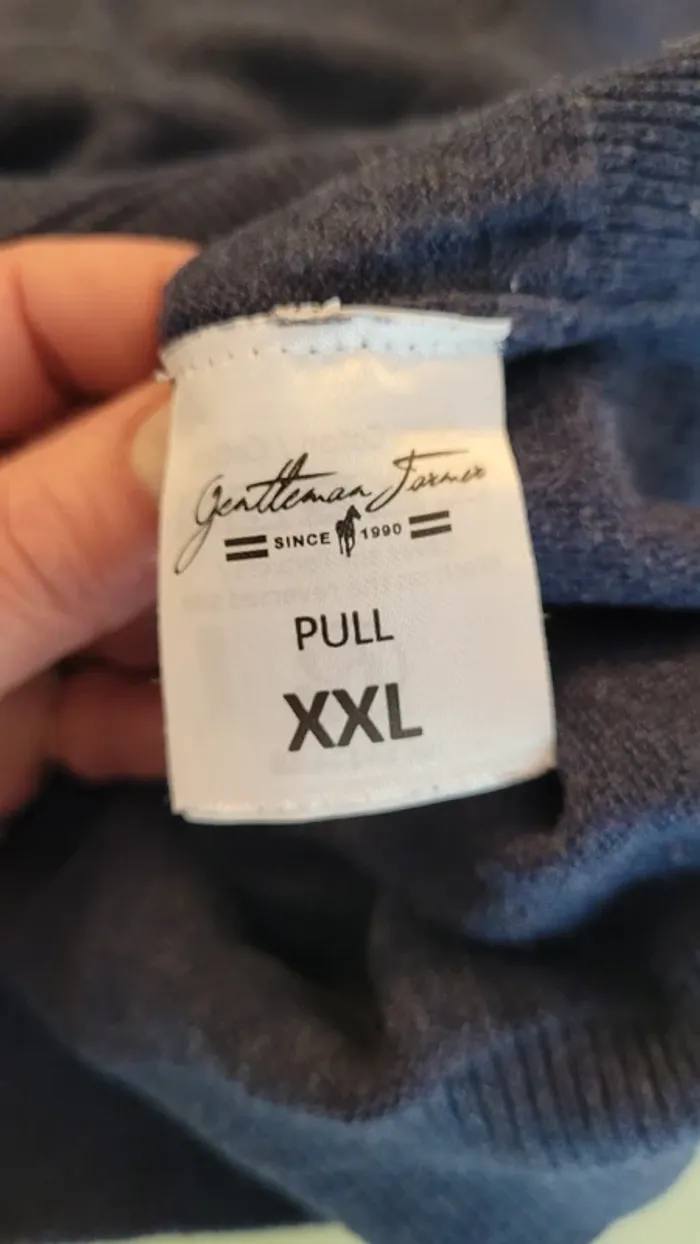 Gentleman Farmer
SINCE 1990
PULL
XXL